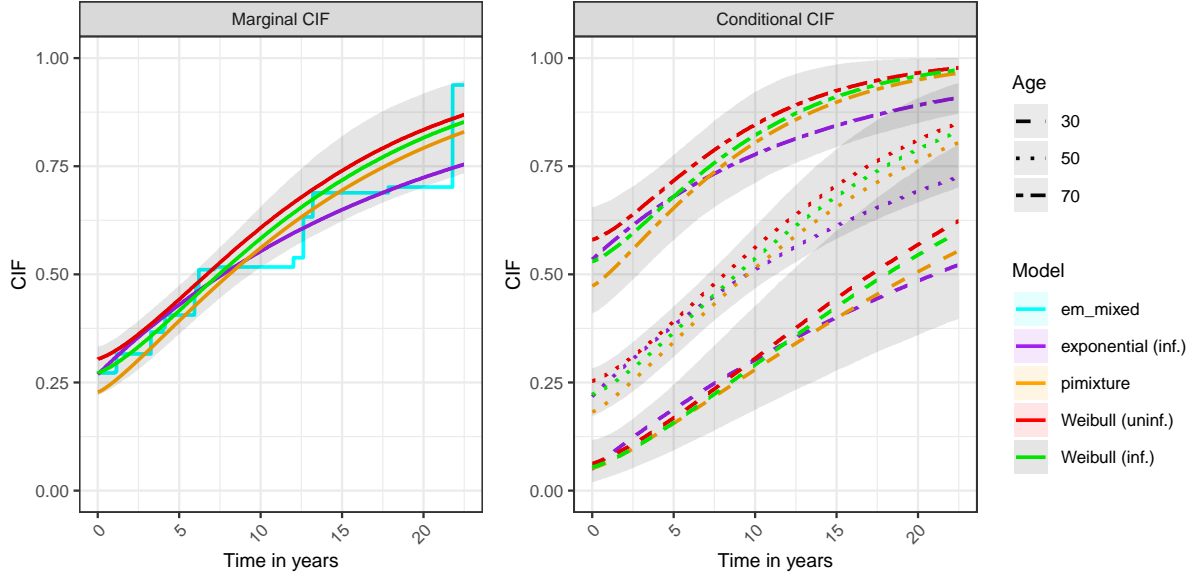 Marginal CIF
CIF
1.00
0.75
0.50
0.25
0.00
0
5
10
15
20
Time in years
Conditional CIF
CIF
1.00
0.75
0.50
0.25
0.00
0
5
10
15
20
Time in years
Age
30
50
70
Model
em_mixed
exponential (inf.)
pimixture
Weibull (uninf.)
Weibull (inf.)